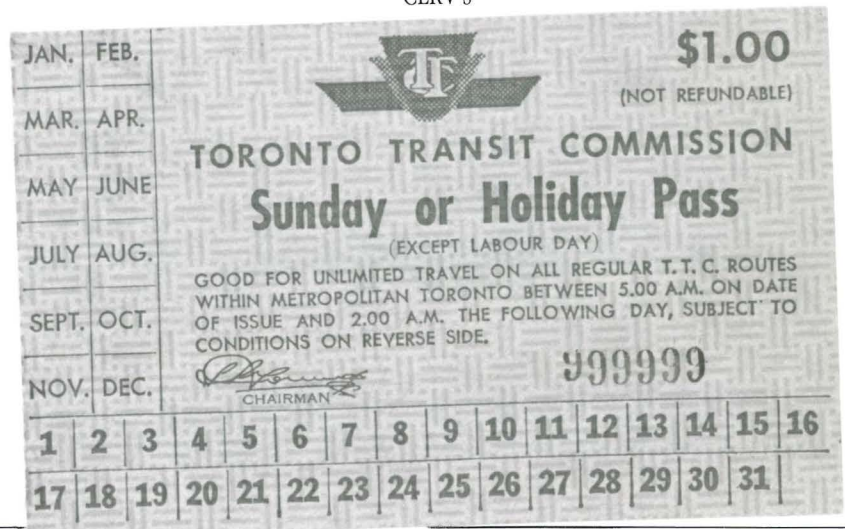 JAN. FEB.
MAR. APR.
MAY JUNE
JULY AUG.
SEPT. OCT.
NOV. DEC.
$1.00
(NOT REFUNDABLE)
TORONTO TRANSIT COMMISSION
Sunday or Holiday Pass
(EXCEPT LABOUR DAY)
GOOD FOR UNLIMITED TRAVEL ON ALL REGULAR T.T.C. ROUTES
WITHIN METROPOLITAN TORONTO BETWEEN 5.00 A.M. ON DATE
OF ISSUE AND 2.00 A.M. THE FOLLOWING DAY, SUBJECT TO
CONDITIONS ON REVERSE SIDE.
CHAIRMAN
999999
1 2 3 4 5 6 7 8 9 10 11 12 13 14 15 16
17 18 19 20 21 22 23 24 25 26 27 28 29 30 31